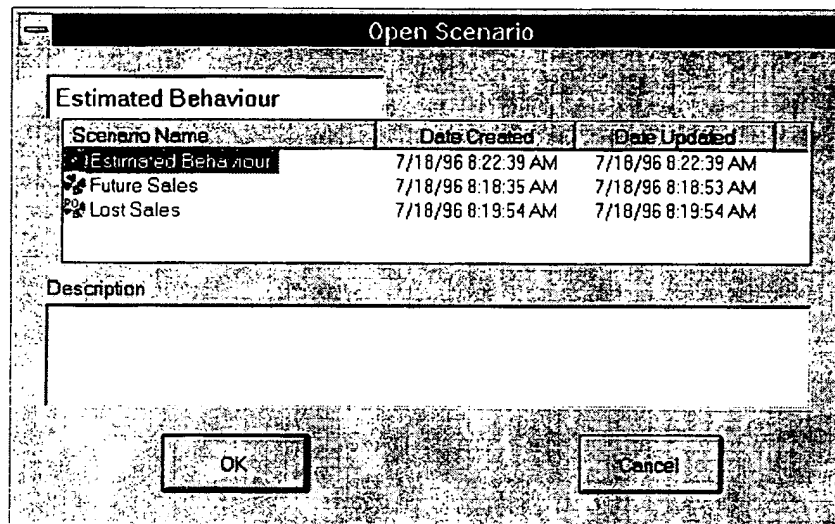 Open Scenario
Estimated Behaviour
Scenario Name Date Created Date Updated
Estimated Behaviour 7/18/96 8:22:39 AM 7/18/96 8:22:39 AM
Future Sales 7/18/96 8:18:35 AM 7/18/96 8:18:53 AM
Lost Sales 7/18/96 8:19:54 AM 7/18/96 8:19:54 AM
Description
OK Cancel